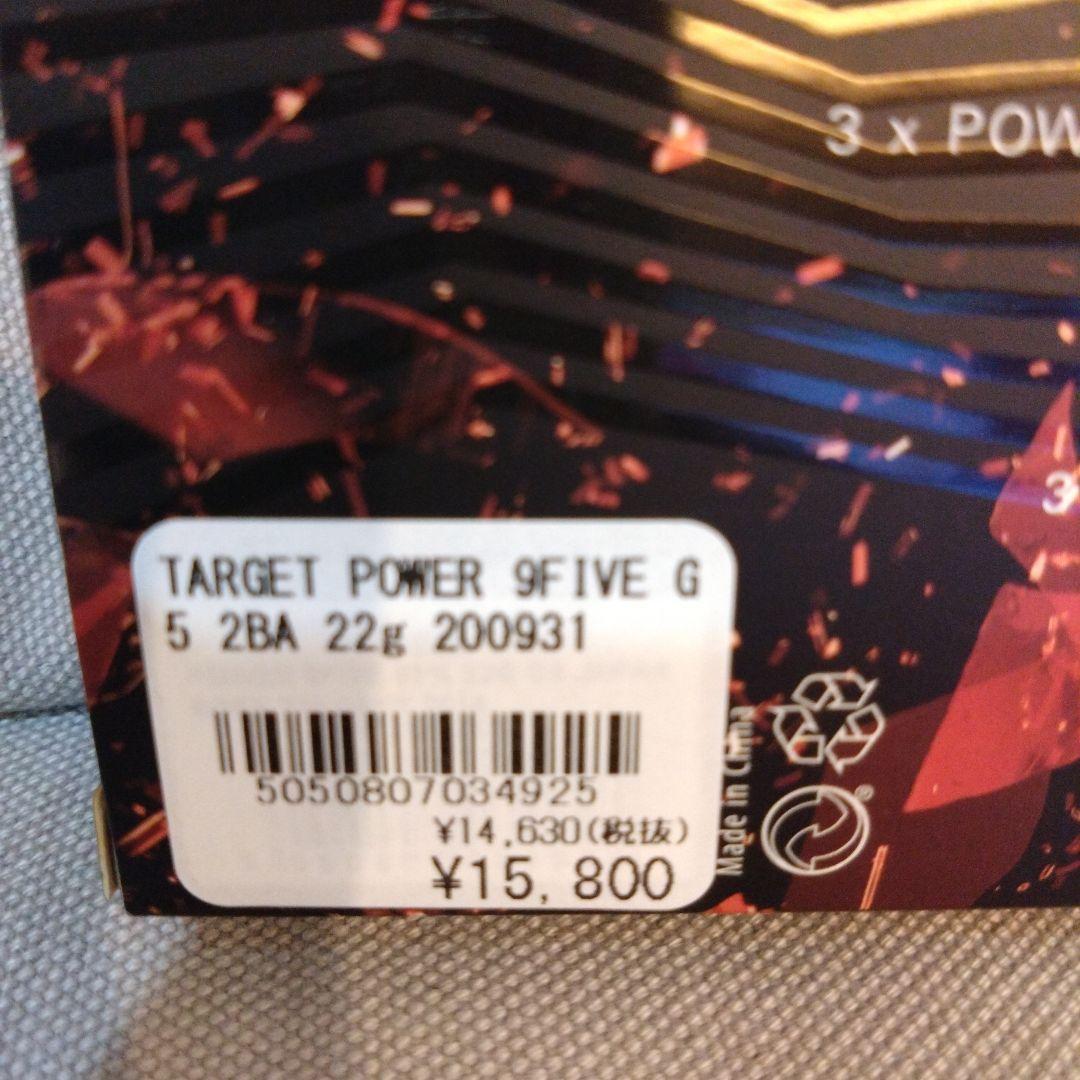 3 x POW
3
TARGET POWER 9FIVE G
5 2BA 22g 200931
5050807034925
¥14,630(税抜)
¥15,800
Made in China